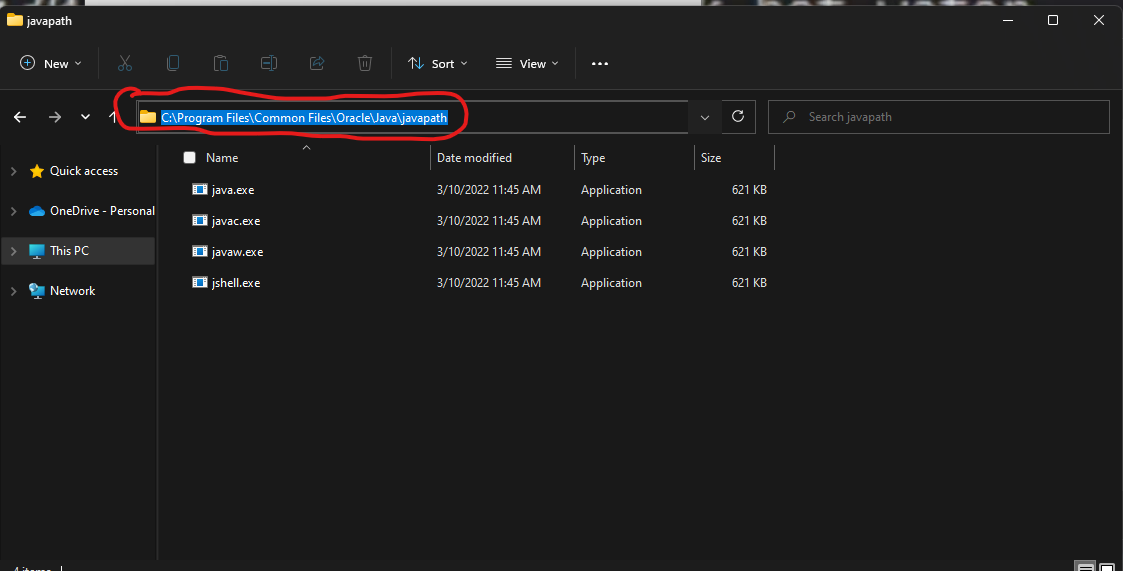 javapath
New
Sort
View
C:\Program Files\Common Files\Oracle\Java\javapath
Search javapath
Quick access
OneDrive - Personal
This PC
Network
Name Date modified Type Size
java.exe 3/10/2022 11:45 AM Application 621 KB
javac.exe 3/10/2022 11:45 AM Application 621 KB
javaw.exe 3/10/2022 11:45 AM Application 621 KB
jshell.exe 3/10/2022 11:45 AM Application 621 KB
4 items